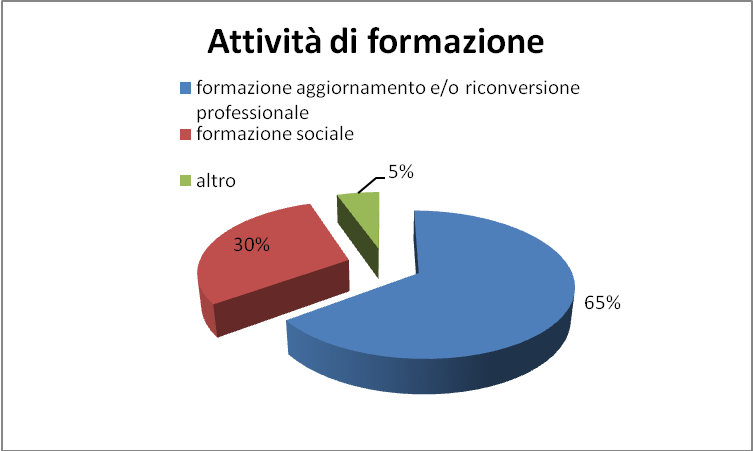 Attività di formazione
formazione aggiornamento e/o riconversione
professionale
formazione sociale
altro
5%
30%
65%